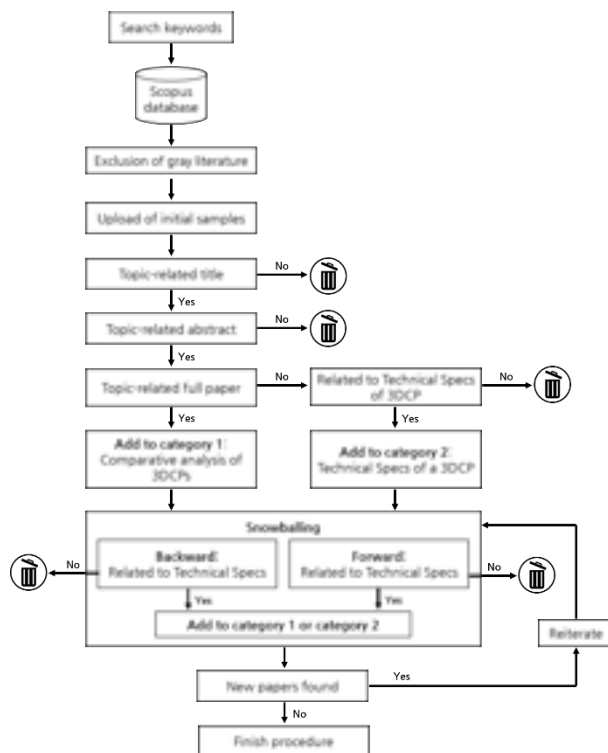 Search keywords
Scopus
database
Exclusion of gray literature
Upload of initial samples
Topic-related title
No
Yes
Topic-related abstract
No
Yes
Topic-related full paper
No
Related to Technical Specs
of 3DCP
No
Yes
Yes
Add to category 1:
Comparative analysis of
3DCPs
Add to category 2:
Technical Specs of a 3DCP
Snowballing
No
Backward:
Related to Technical Specs
Forward:
Related to Technical Specs
No
Yes
Yes
Add to category 1 or category 2
Reiterate
New papers found
Yes
No
Finish procedure